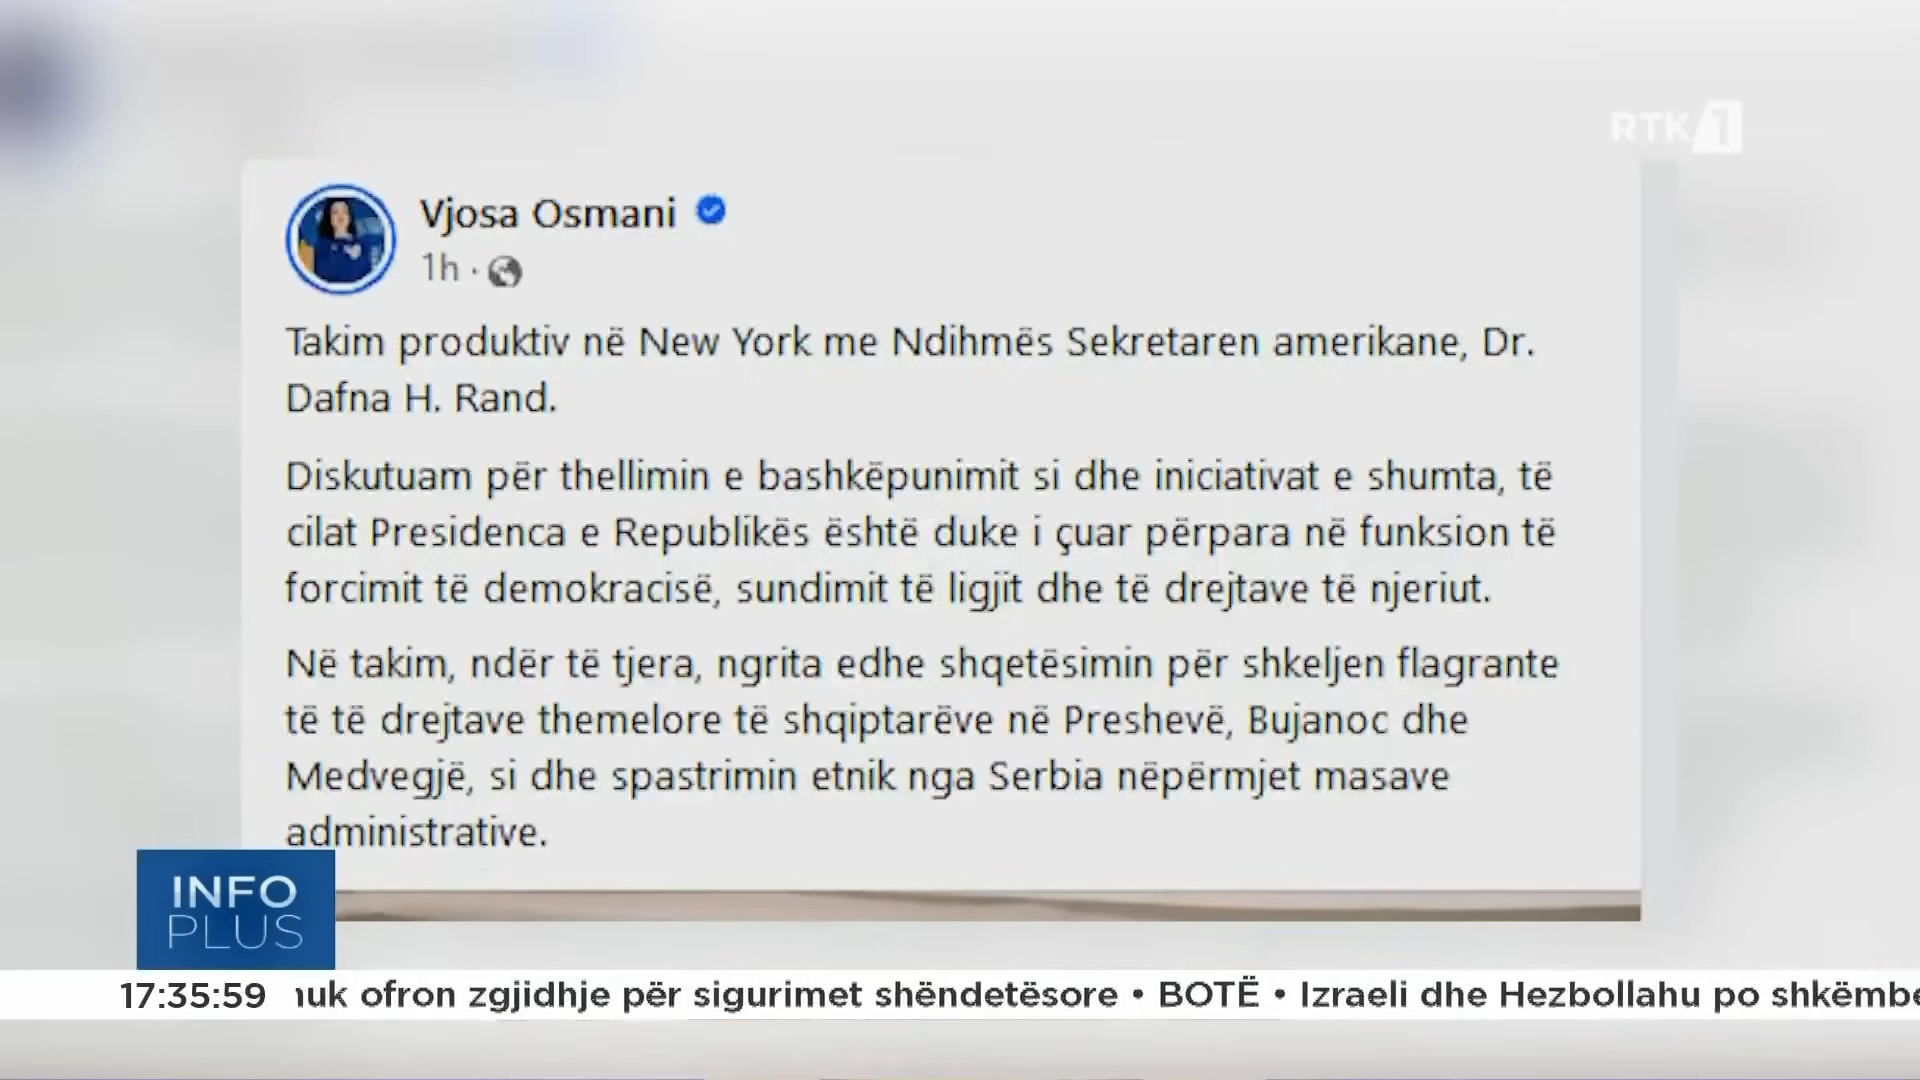 RTK 1
Vjosa Osmani
1h ·
Takim produktiv në New York me Ndihmës Sekretaren amerikane, Dr.
Dafna H. Rand.
Diskutuam për thellimin e bashkëpunimit si dhe iniciativat e shumta, të
cilat Presidenca e Republikës është duke i çuar përpara në funksion të
forcimit të demokracisë, sundimit të ligjit dhe të drejtave të njeriut.
Në takim, ndër të tjera, ngrita edhe shqetësimin për shkeljen flagrante
të të drejtave themelore të shqiptarëve në Preshevë, Bujanoc dhe
Medvegjë, si dhe spastrimin etnik nga Serbia nëpërmjet masave
administrative.
INFO
PLUS
17:35:59 ofron zgjidhje për sigurimet shëndetësore • BOTË • Izraeli dhe Hezbollahu po